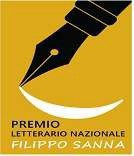 PREMIO
LETTERARIO NAZIONALE
FILIPPO SANNA